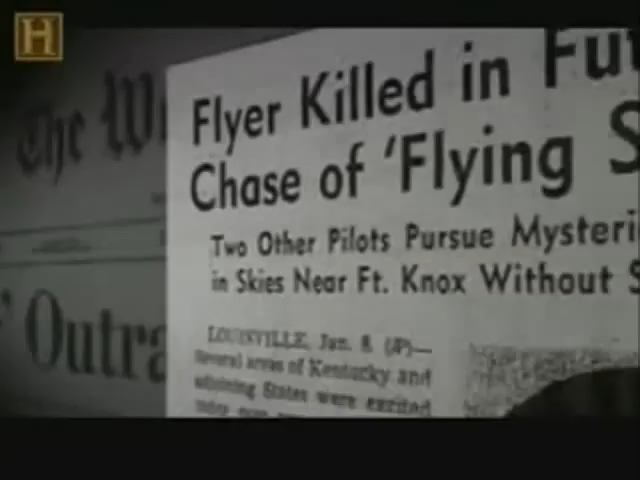 H
The W
Outra
Flyer Killed in Fu
Chase of 'Flying S
Two Other Pilots Pursue Mysteri
in Skies Near Ft. Knox Without S
LOUISVILLE, Jan. 8 (AP)—
Several areas of Kentucky and
adjoining States were excited